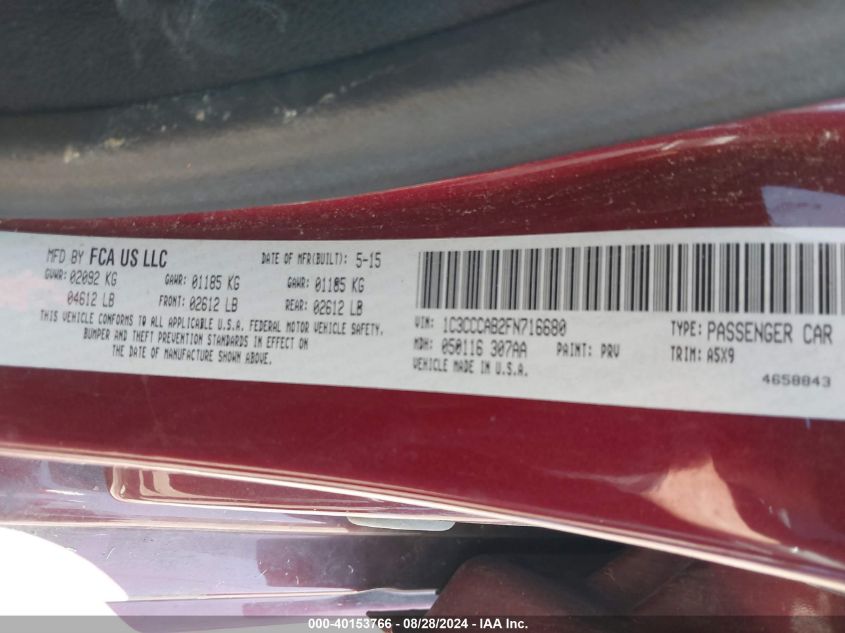 MFD BY FCA US LLC
DATE OF MFR(BUILT): 5-15
GVWR: 02092 KG
GAWR: 01185 KG
GAWR: 01185 KG
04612 LB
FRONT: 02612 LB
REAR: 02612 LB
THIS VEHICLE CONFORMS TO ALL APPLICABLE U.S.A. FEDERAL MOTOR VEHICLE SAFETY,
BUMPER AND THEFT PREVENTION STANDARDS IN EFFECT ON
THE DATE OF MANUFACTURE SHOWN ABOVE.
VIN: 1C3CCCAB2FN716680
TYPE: PASSENGER CAR
MDH: 050116 307AA
PAINT: PRV
TRIM: A5X9
VEHICLE MADE IN U.S.A.
4658843
000-40153766 - 08/28/2024 - IAA Inc.